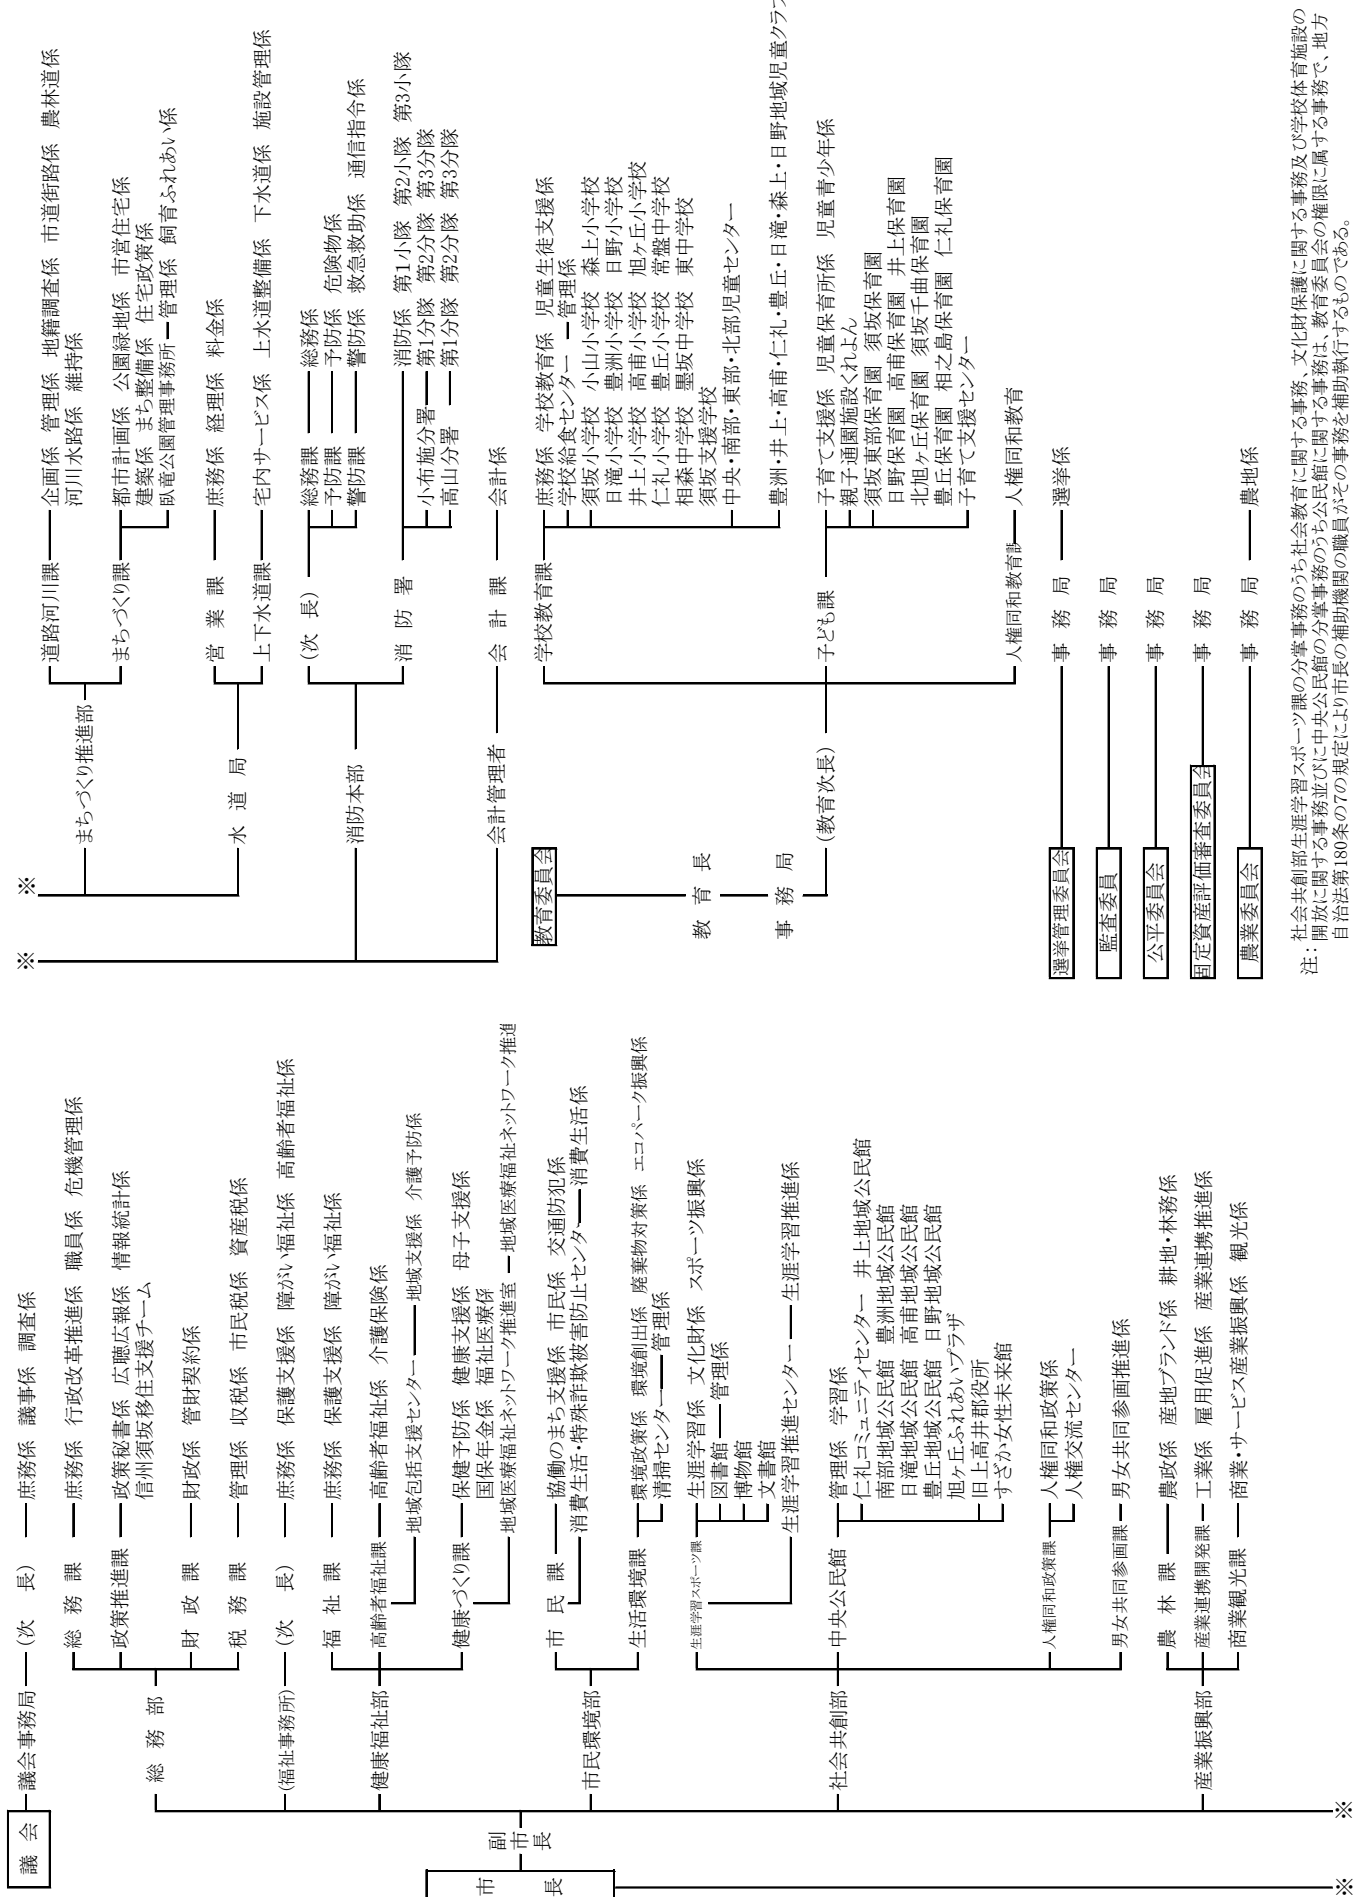 議 会
議会事務局
(次 長)
庶務係 議事係 調査係
市 長
副市長
総 務 部
総 務 課
庶務係 行政改革推進係 職員係 危機管理係
政策推進課
政策秘書係 広聴広報係 情報統計係
信州須坂移住支援チーム
財 政 課
財政係 管財契約係
税 務 課
管理係 収税係 市民税係 資産税係
(福祉事務所)
(次 長)
庶務係 保護支援係 障がい福祉係 高齢者福祉係
健康福祉部
福 祉 課
庶務係 保護支援係 障がい福祉係
高齢者福祉課
高齢者福祉係 介護保険係
地域包括支援センター
地域支援係 介護予防係
健康づくり課
保健予防係 健康支援係 母子支援係
国保年金係 福祉医療係
地域医療福祉ネットワーク推進室
地域医療福祉ネットワーク推進
市民環境部
市 民 課
協働のまち支援係 市民係 交通防犯係
消費生活・特殊詐欺被害防止センター
消費生活係
生活環境課
環境政策係 環境創出係 廃棄物対策係 エコパーク振興係
清掃センター
管理係
社会共創部
生涯学習スポーツ課
生涯学習係 文化財係 スポーツ振興係
図書館
管理係
博物館
文書館
生涯学習推進センター
生涯学習推進係
中央公民館
管理係 学習係
仁礼コミュニティセンター 井上地域公民館
南部地域公民館 豊洲地域公民館
日滝地域公民館 高甫地域公民館
豊丘地域公民館 日野地域公民館
旭ヶ丘ふれあいプラザ
旧上高井郡役所
すざか女性未来館
人権同和政策課
人権同和政策係
人権交流センター
男女共同参画課
男女共同参画推進係
産業振興部
農 林 課
農政係 産地ブランド係 耕地・林務係
産業連携開発課
工業係 雇用促進係 産業連携推進係
商業観光課
商業・サービス産業振興係 観光係
※
※
※
※
まちづくり推進部
道路河川課
企画係 管理係 地籍調査係 市道街路係 農林道係
河川水路係 維持係
まちづくり課
都市計画係 公園緑地係 市営住宅係
建築係 まち整備係 住宅政策係
臥竜公園管理事務所
管理係 飼育ふれあい係
水 道 局
営 業 課
庶務係 経理係 料金係
上下水道課
宅内サービス係 上水道整備係 下水道係 施設管理係
消防本部
(次 長)
総務課
総務係
予防課
予防係 危険物係
警防課
警防係 救急救助係 通信指令係
消 防 署
消防係 第1小隊 第2小隊 第3小隊
小布施分署
第1分隊 第2分隊 第3分隊
高山分署
第1分隊 第2分隊 第3分隊
会計管理者
会 計 課
会計係
教育委員会
教 育 長
事 務 局
(教育次長)
学校教育課
庶務係 学校教育係 児童生徒支援係
学校給食センター
管理係
須坂小学校 小山小学校 森上小学校
日滝小学校 豊洲小学校 日野小学校
井上小学校 高甫小学校 旭ヶ丘小学校
仁礼小学校 豊丘小学校 常盤中学校
相森中学校 墨坂中学校 東中学校
須坂支援学校
中央・南部・東部・北部児童センター
豊洲・井上・高甫・仁礼・豊丘・日滝・森上・日野地域児童クラブ
子ども課
子育て支援係 児童保育所係 児童青少年係
親子通園施設くれよん
須坂東部保育園 須坂保育園
日野保育園 高甫保育園 井上保育園
北旭ヶ丘保育園 須坂千曲保育園
豊丘保育園 相之島保育園 仁礼保育園
子育て支援センター
人権同和教育課
人権同和教育
選挙管理委員会
事 務 局
選挙係
監査委員
事 務 局
公平委員会
事 務 局
固定資産評価審査委員会
事 務 局
農業委員会
事 務 局
農地係
注:社会共創部生涯学習スポーツ課の分掌事務のうち社会教育に関する事務、文化財保護に関する事務及び学校体育施設の
開放に関する事務並びに中央公民館の分掌事務のうち公民館に関する事務は、教育委員会の権限に属する事務で、地方
自治法第180条の7の規定により市長の補助機関の職員がその事務を補助執行するものである。